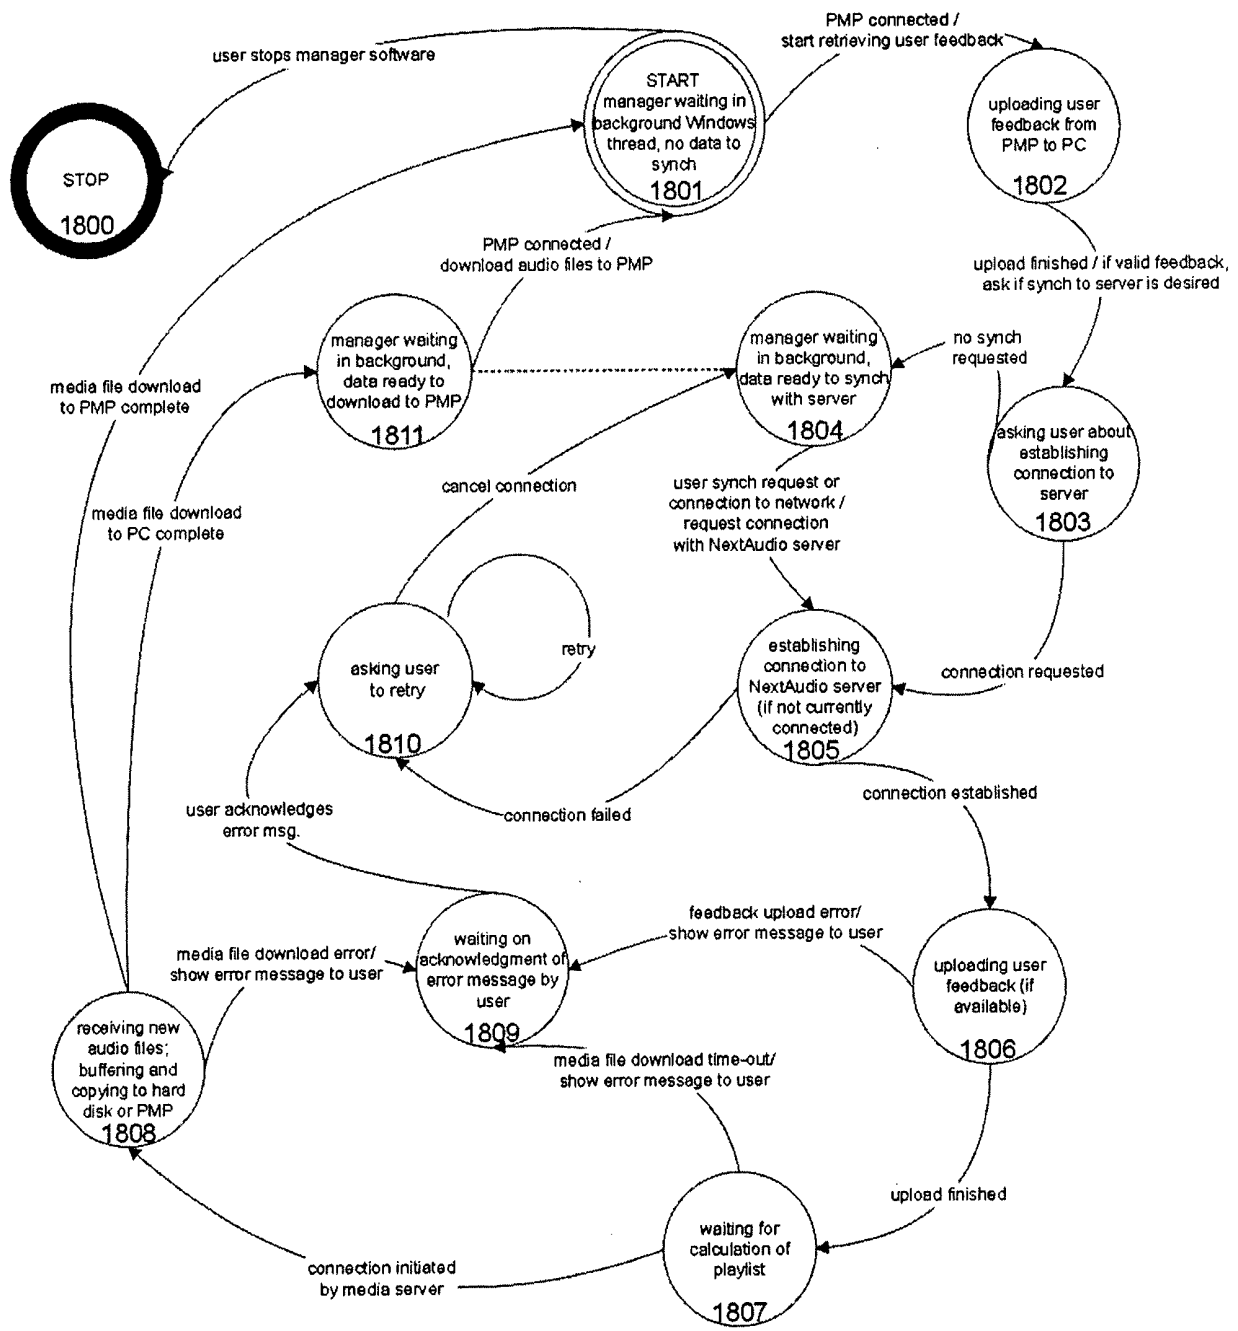 PMP connected /
start retrieving user feedback
user stops manager software
START
manager waiting in
background Windows
thread, no data to
synch
1801
uploading user
feedback from
PMP to PC
1802
STOP
1800
PMP connected /
download audio files to PMP
upload finished / if valid feedback,
ask if synch to server is desired
manager waiting
in background,
data ready to
download to PMP
1811
manager waiting
in background,
data ready to synch
with server
1804
no synch
requested
media file download
to PMP complete
asking user about
establishing
connection to
server
1803
cancel connection
user synch request or
connection to network /
request connection
with NextAudio server
media file download
to PC complete
retry
asking user
to retry
1810
establishing
connection to
NextAudio server
(if not currently
connected)
1805
connection requested
connection established
user acknowledges
error msg.
connection failed
feedback upload error/
show error message to user
media file download error/
show error message to user
waiting on
acknowledgment of
error message by
user
1809
uploading user
feedback (if
available)
1806
receiving new
audio files;
buffering and
copying to hard
disk or PMP
1808
media file download time-out/
show error message to user
upload finished
waiting for
calculation of
playlist
1807
connection initiated
by media server